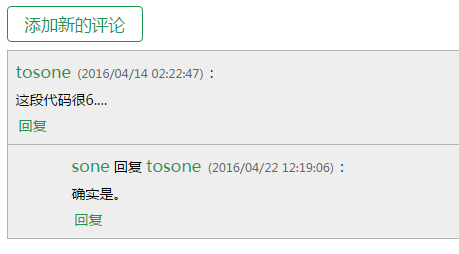 添加新的评论
tosone (2016/04/14 02:22:47) ：
这段代码很6....
回复
sone 回复 tosone (2016/04/22 12:19:06) ：
确实是。
回复